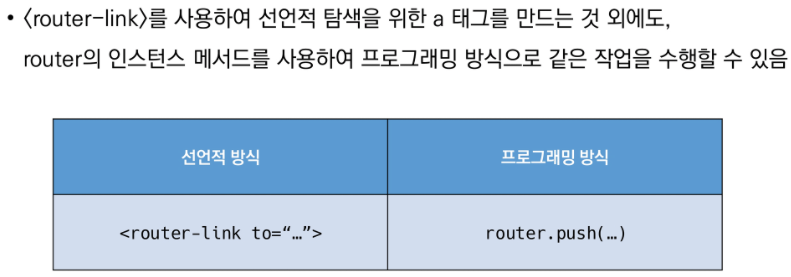 • 〈router-link〉를 사용하여 선언적 탐색을 위한 a 태그를 만드는 것 외에도,
router의 인스턴스 메서드를 사용하여 프로그래밍 방식으로 같은 작업을 수행할 수 있음
선언적 방식 프로그래밍 방식
<router-link to=“…”> router.push(…)